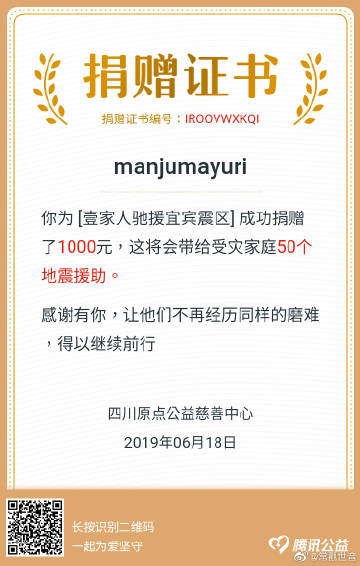 捐赠证书
捐赠证书编号：IROOYWXKQI
manjumayuri
你为 [壹家人驰援宜宾震区] 成功捐赠
了1000元，这将会带给受灾家庭50个
地震援助。
感谢有你，让他们不再经历同样的磨难
，得以继续前行
四川原点公益慈善中心
2019年06月18日
长按识别二维码
一起为爱坚守
腾讯公益